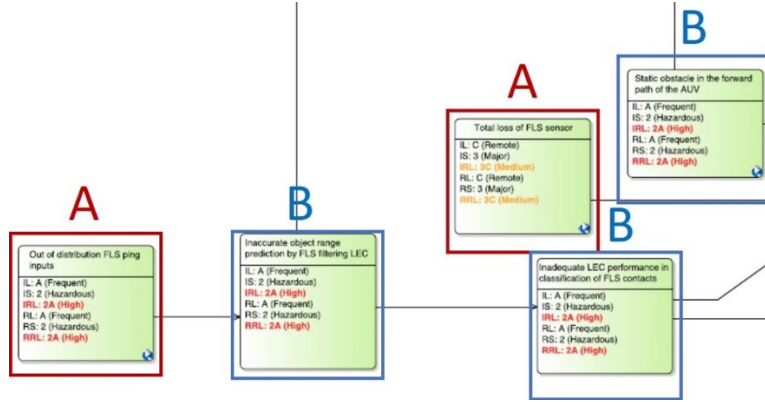 B
Static obstacle in the forward
path of the AUV
IL: A (Frequent)
IS: 2 (Hazardous)
IRL: 2A (High)
RL: A (Frequent)
RS: 2 (Hazardous)
RRL: 2A (High)
A
Total loss of FLS sensor
IL: C (Remote)
IS: 3 (Major)
IRL: 3C (Medium)
RL: C (Remote)
RS: 3 (Major)
RRL: 3C (Medium)
A
Out of distribution FLS ping
inputs
IL: A (Frequent)
IS: 2 (Hazardous)
IRL: 2A (High)
RL: A (Frequent)
RS: 2 (Hazardous)
RRL: 2A (High)
B
Inaccurate object range
prediction by FLS filtering LEC
IL: A (Frequent)
IS: 2 (Hazardous)
IRL: 2A (High)
RL: A (Frequent)
RS: 2 (Hazardous)
RRL: 2A (High)
B
Inadequate LEC performance in
classification of FLS contacts
IL: A (Frequent)
IS: 2 (Hazardous)
IRL: 2A (High)
RL: A (Frequent)
RS: 2 (Hazardous)
RRL: 2A (High)